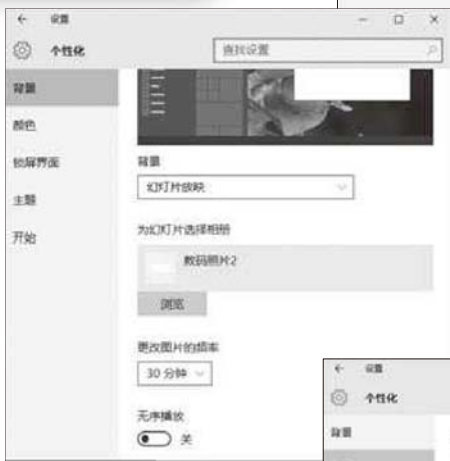 ← 设置
个性化
查找设置
背景
颜色
锁屏界面
主题
开始
背景
幻灯片放映
为幻灯片选择相册
数码照片2
浏览
更改图片的频率
30 分钟
无序播放
关
← 设置
个性化
背景